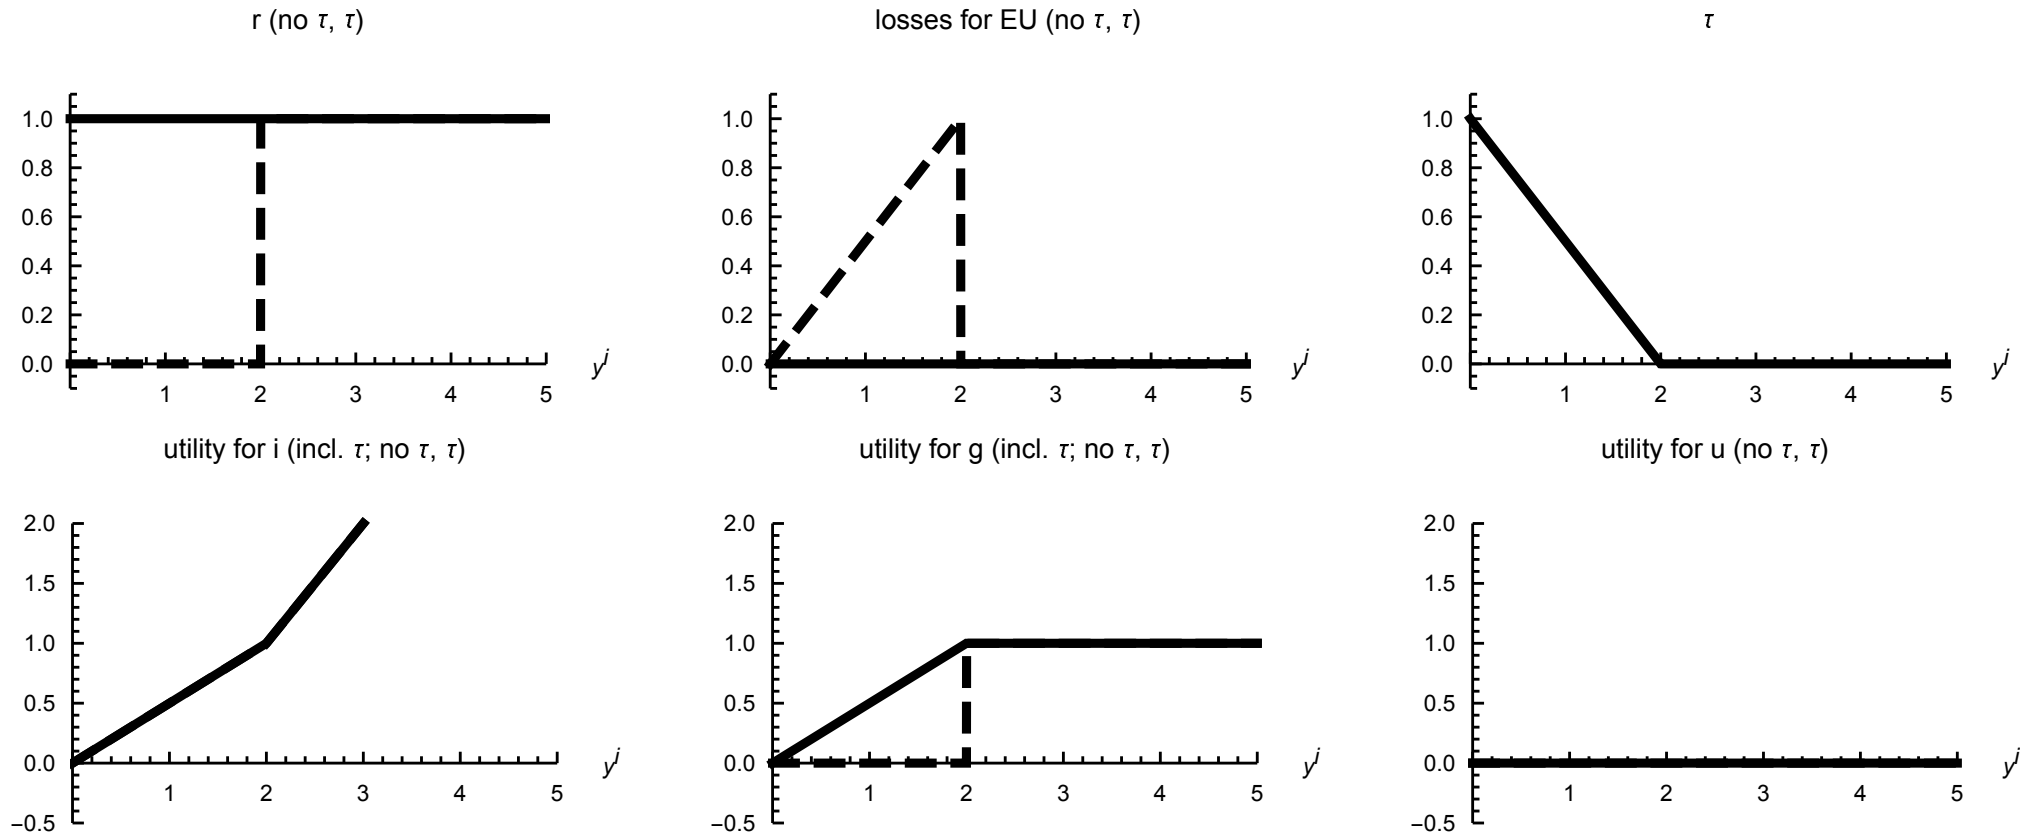 r (no τ, τ)
losses for EU (no τ, τ)
τ
1.0
0.8
0.6
0.4
0.2
0.0
1 2 3 4 5
y^i
1.0
0.8
0.6
0.4
0.2
0.0
1 2 3 4 5
y^i
1.0
0.8
0.6
0.4
0.2
0.0
1 2 3 4 5
y^i
utility for i (incl. τ; no τ, τ)
utility for g (incl. τ; no τ, τ)
utility for u (no τ, τ)
2.0
1.5
1.0
0.5
0.0
−0.5
1 2 3 4 5
y^i
2.0
1.5
1.0
0.5
0.0
−0.5
1 2 3 4 5
y^i
2.0
1.5
1.0
0.5
0.0
−0.5
1 2 3 4 5
y^i